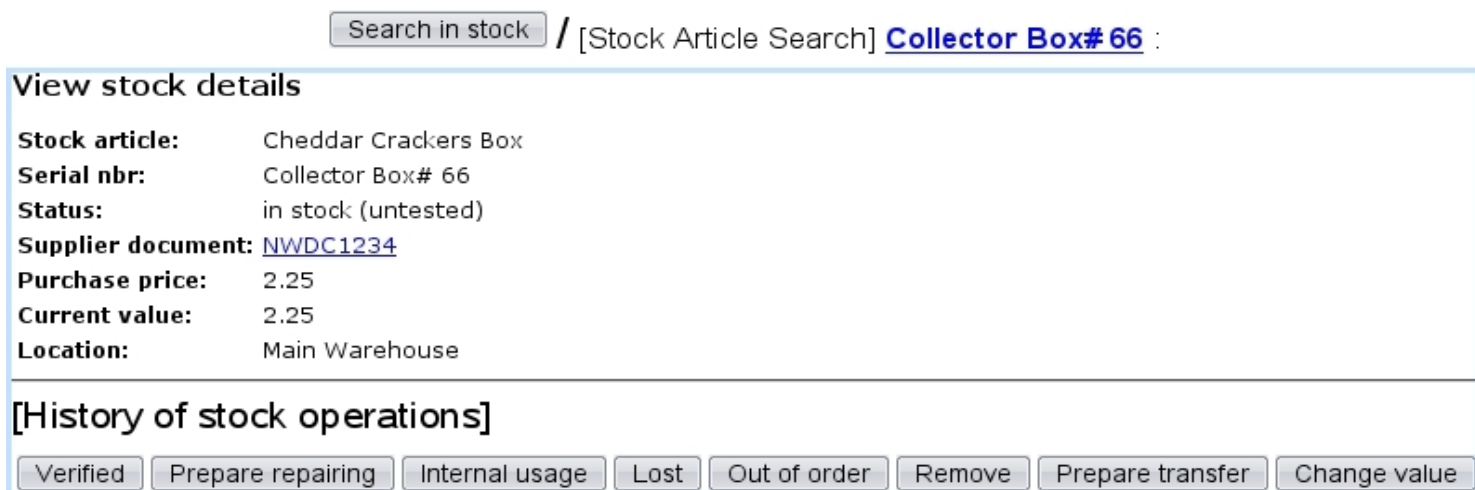 Search in stock / [Stock Article Search] Collector Box# 66 :
View stock details
Stock article: Cheddar Crackers Box
Serial nbr: Collector Box# 66
Status: in stock (untested)
Supplier document: NWDC1234
Purchase price: 2.25
Current value: 2.25
Location: Main Warehouse
[History of stock operations]
Verified Prepare repairing Internal usage Lost Out of order Remove Prepare transfer Change value